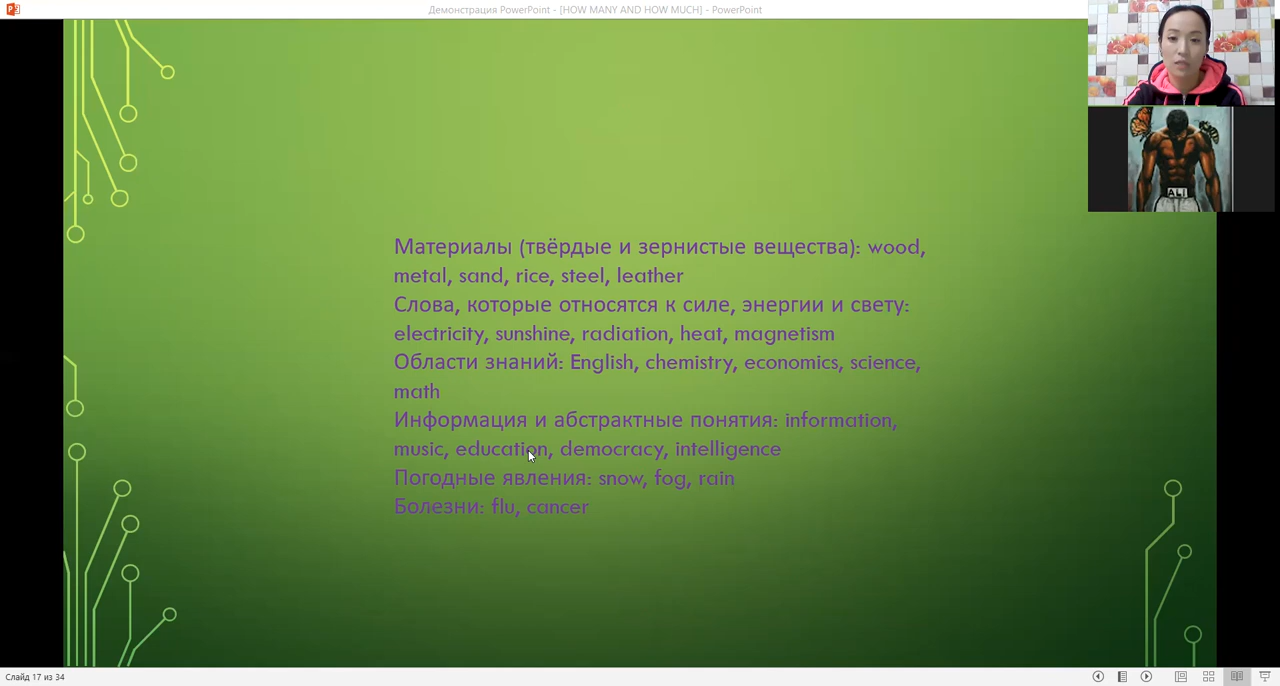 Демонстрация PowerPoint - [HOW MANY AND HOW MUCH] - PowerPoint
Материалы (твёрдые и зернистые вещества): wood,
metal, sand, rice, steel, leather
Слова, которые относятся к силе, энергии и свету:
electricity, sunshine, radiation, heat, magnetism
Области знаний: English, chemistry, economics, science,
math
Информация и абстрактные понятия: information,
music, education, democracy, intelligence
Погодные явления: snow, fog, rain
Болезни: flu, cancer
ALI
Слайд 17 из 34